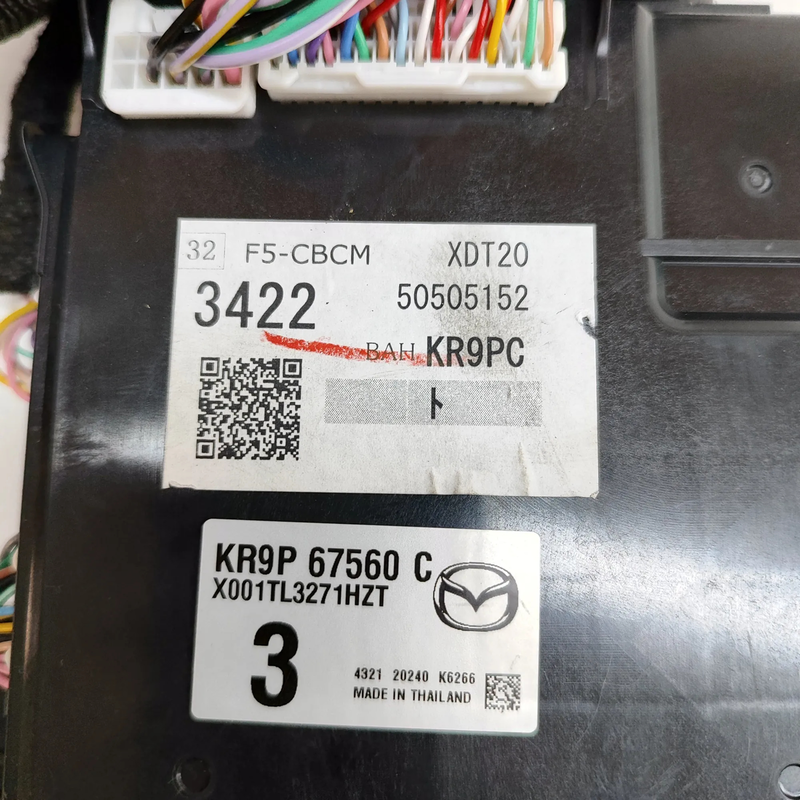 32 F5-CBCM XDT20
3422 50505152
BAH KR9PC
ト
KR9P 67560 C
X001TL3271HZT
3
4321 20240 K6266
MADE IN THAILAND